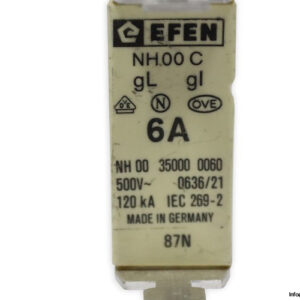 EFEN
NH.00 C
gL gI
N OVE
6A
NH 00 35000 0060
500V~ 0636/21
120 kA IEC 269-2
MADE IN GERMANY
87N